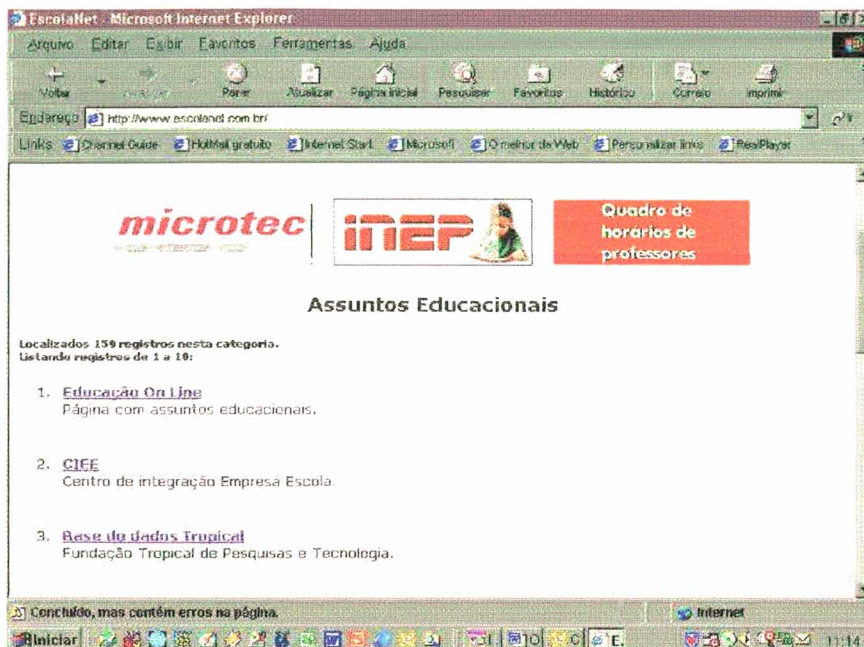 EscolaNet - Microsoft Internet Explorer
Arquivo Editar Exibir Favoritos Ferramentas Ajuda
Voltar Parar Atualizar Página inicial Pesquisar Favoritos Histórico Correio Imprimir
Endereço http://www.escolanet.com.br/
Links Channel Guide HotMail gratuito Internet Start Microsoft O melhor da Web Personalizar links RealPlayer
microtec
INEP
Quadro de
horários de
professores
Assuntos Educacionais
Localizados 159 registros nesta categoria.
Listando registros de 1 a 10:
1. Educação On Line
Página com assuntos educacionais.
2. CIEE
Centro de integração Empresa Escola.
3. Base de dados Tropical
Fundação Tropical de Pesquisas e Tecnologia.
Concluído, mas contém erros na página. Internet
Iniciar E. 11:14